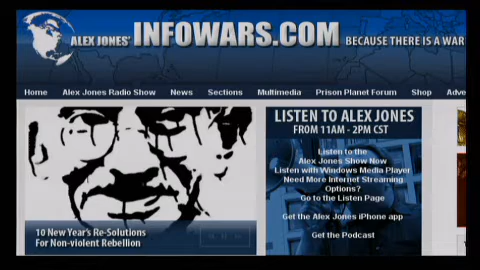 ALEX JONES' INFOWARS.COM BECAUSE THERE IS A WAR
Home Alex Jones Radio Show News Sections Multimedia Prison Planet Forum Shop Adve
LISTEN TO ALEX JONES
FROM 11AM - 2PM CST
Listen to the
Alex Jones Show Now
Listen with Windows Media Player
Need More Internet Streaming
Options?
Go to the Listen Page
Get the Alex Jones iPhone app
Get the Podcast
10 New Year's Re-Solutions
For Non-violent Rebellion